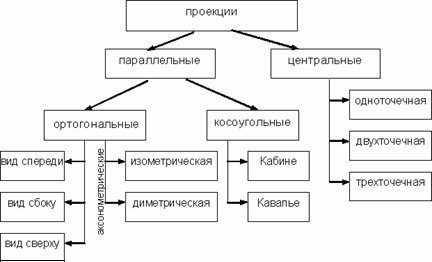 проекции
параллельные
центральные
ортогональные
косоугольные
одноточечная
двухточечная
трехточечная
аксонометрические
вид спереди
изометрическая
Кабине
вид сбоку
диметрическая
Кавалье
вид сверху